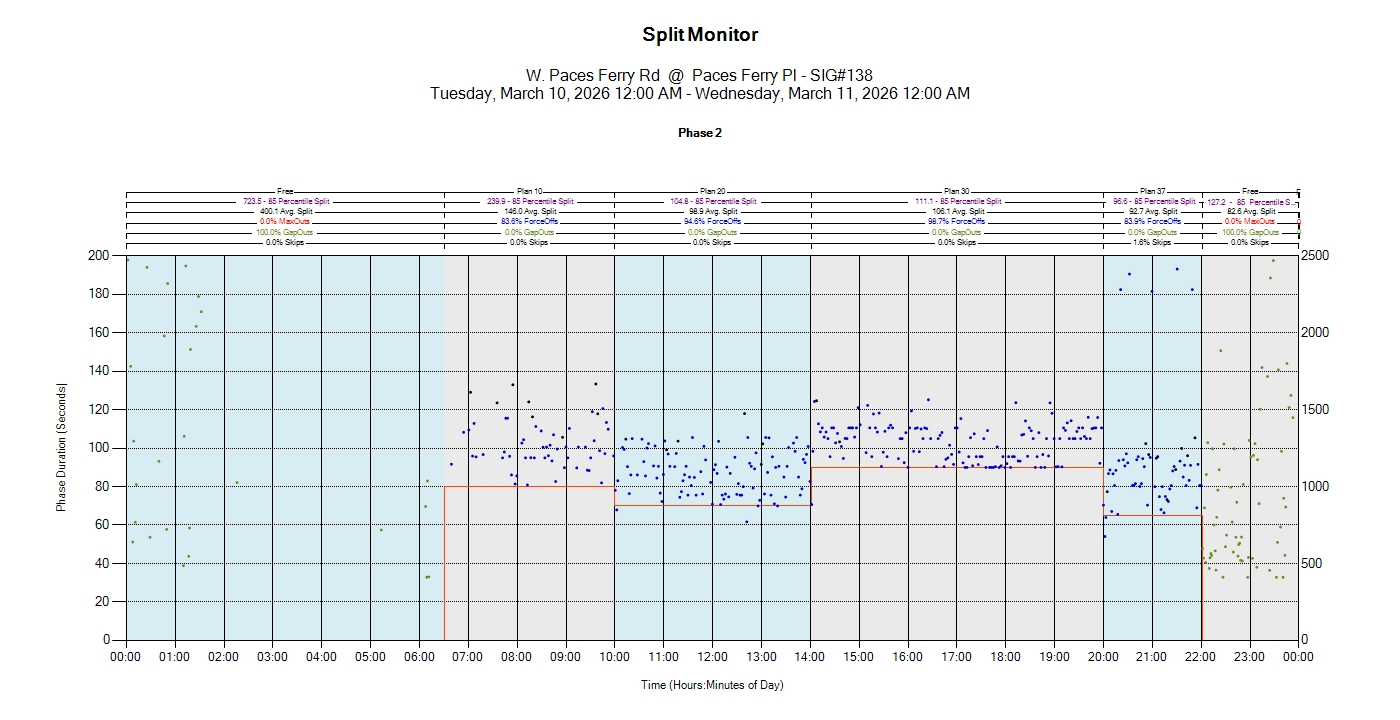 Split Monitor
W. Paces Ferry Rd @ Paces Ferry Pl - SIG#138
Tuesday, March 10, 2026 12:00 AM - Wednesday, March 11, 2026 12:00 AM
Phase 2
Free Plan 10 Plan 20 Plan 30 Plan 37 Free F
723.5 - 85 Percentile Split 239.9 - 85 Percentile Split 104.8 - 85 Percentile Split 111.1 - 85 Percentile Split 96.6 - 85 Percentile Split 127.2 - 85 Percentile S...
400.1 Avg. Split 146.0 Avg. Split 98.9 Avg. Split 106.1 Avg. Split 92.7 Avg. Split 82.6 Avg. Split
0.0% MaxOuts 83.6% ForceOffs 94.6% ForceOffs 98.7% ForceOffs 83.9% ForceOffs 0.0% MaxOuts
100.0% GapOuts 0.0% GapOuts 0.0% GapOuts 0.0% GapOuts 0.0% GapOuts 100.0% GapOuts
0.0% Skips 0.0% Skips 0.0% Skips 0.0% Skips 1.6% Skips 0.0% Skips
200 2500
180
160 2000
140
120 1500
100
80 1000
60
40 500
20
0 0
Phase Duration (Seconds)
00:00 01:00 02:00 03:00 04:00 05:00 06:00 07:00 08:00 09:00 10:00 11:00 12:00 13:00 14:00 15:00 16:00 17:00 18:00 19:00 20:00 21:00 22:00 23:00 00:00
Time (Hours:Minutes of Day)